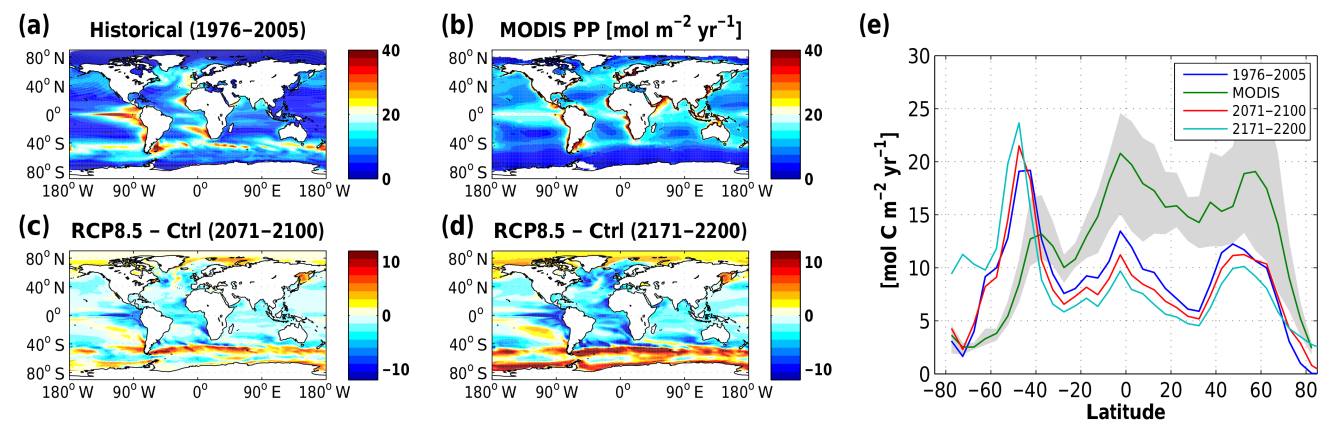 (a) Historical (1976–2005)
80° N
40° N
0°
40° S
80° S
180° W 90° W 0° 90° E 180° W
40
20
0
(b) MODIS PP [mol m⁻² yr⁻¹]
80° N
40° N
0°
40° S
80° S
180° W 90° W 0° 90° E 180° W
40
20
0
(c) RCP8.5 – Ctrl (2071–2100)
80° N
40° N
0°
40° S
80° S
180° W 90° W 0° 90° E 180° W
10
0
−10
(d) RCP8.5 – Ctrl (2171–2200)
80° N
40° N
0°
40° S
80° S
180° W 90° W 0° 90° E 180° W
10
0
−10
(e)
[mol C m⁻² yr⁻¹]
30
25
20
15
10
5
0
−80 −60 −40 −20 0 20 40 60 80
Latitude
1976–2005
MODIS
2071–2100
2171–2200